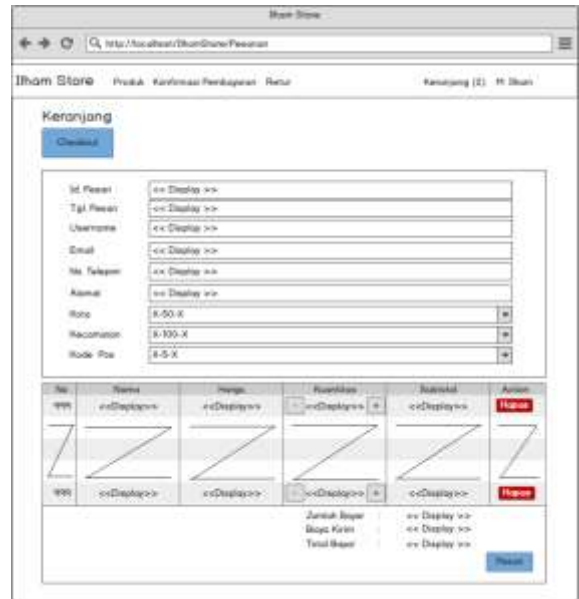 Ilham Store
http://localhost/IlhamStore/Pesanan
Ilham Store Produk Konfirmasi Pembayaran Retur Keranjang (0) Hi Ilham
Keranjang
Checkout
Id Pesan << Display >>
Tgl Pesan << Display >>
Username << Display >>
Email << Display >>
No Telepon << Display >>
Alamat << Display >>
Kota X-50-X
Kecamatan X-100-X
Kode Pos X-5-X
No Nama Harga Kuantitas Subtotal Action
999 <<Display>> <<Display>> - <<Display>> + <<Display>> Hapus
999 <<Display>> <<Display>> - <<Display>> + <<Display>> Hapus
Jumlah Bayar : << Display >>
Biaya Kirim : << Display >>
Total Bayar : << Display >>
Pesan